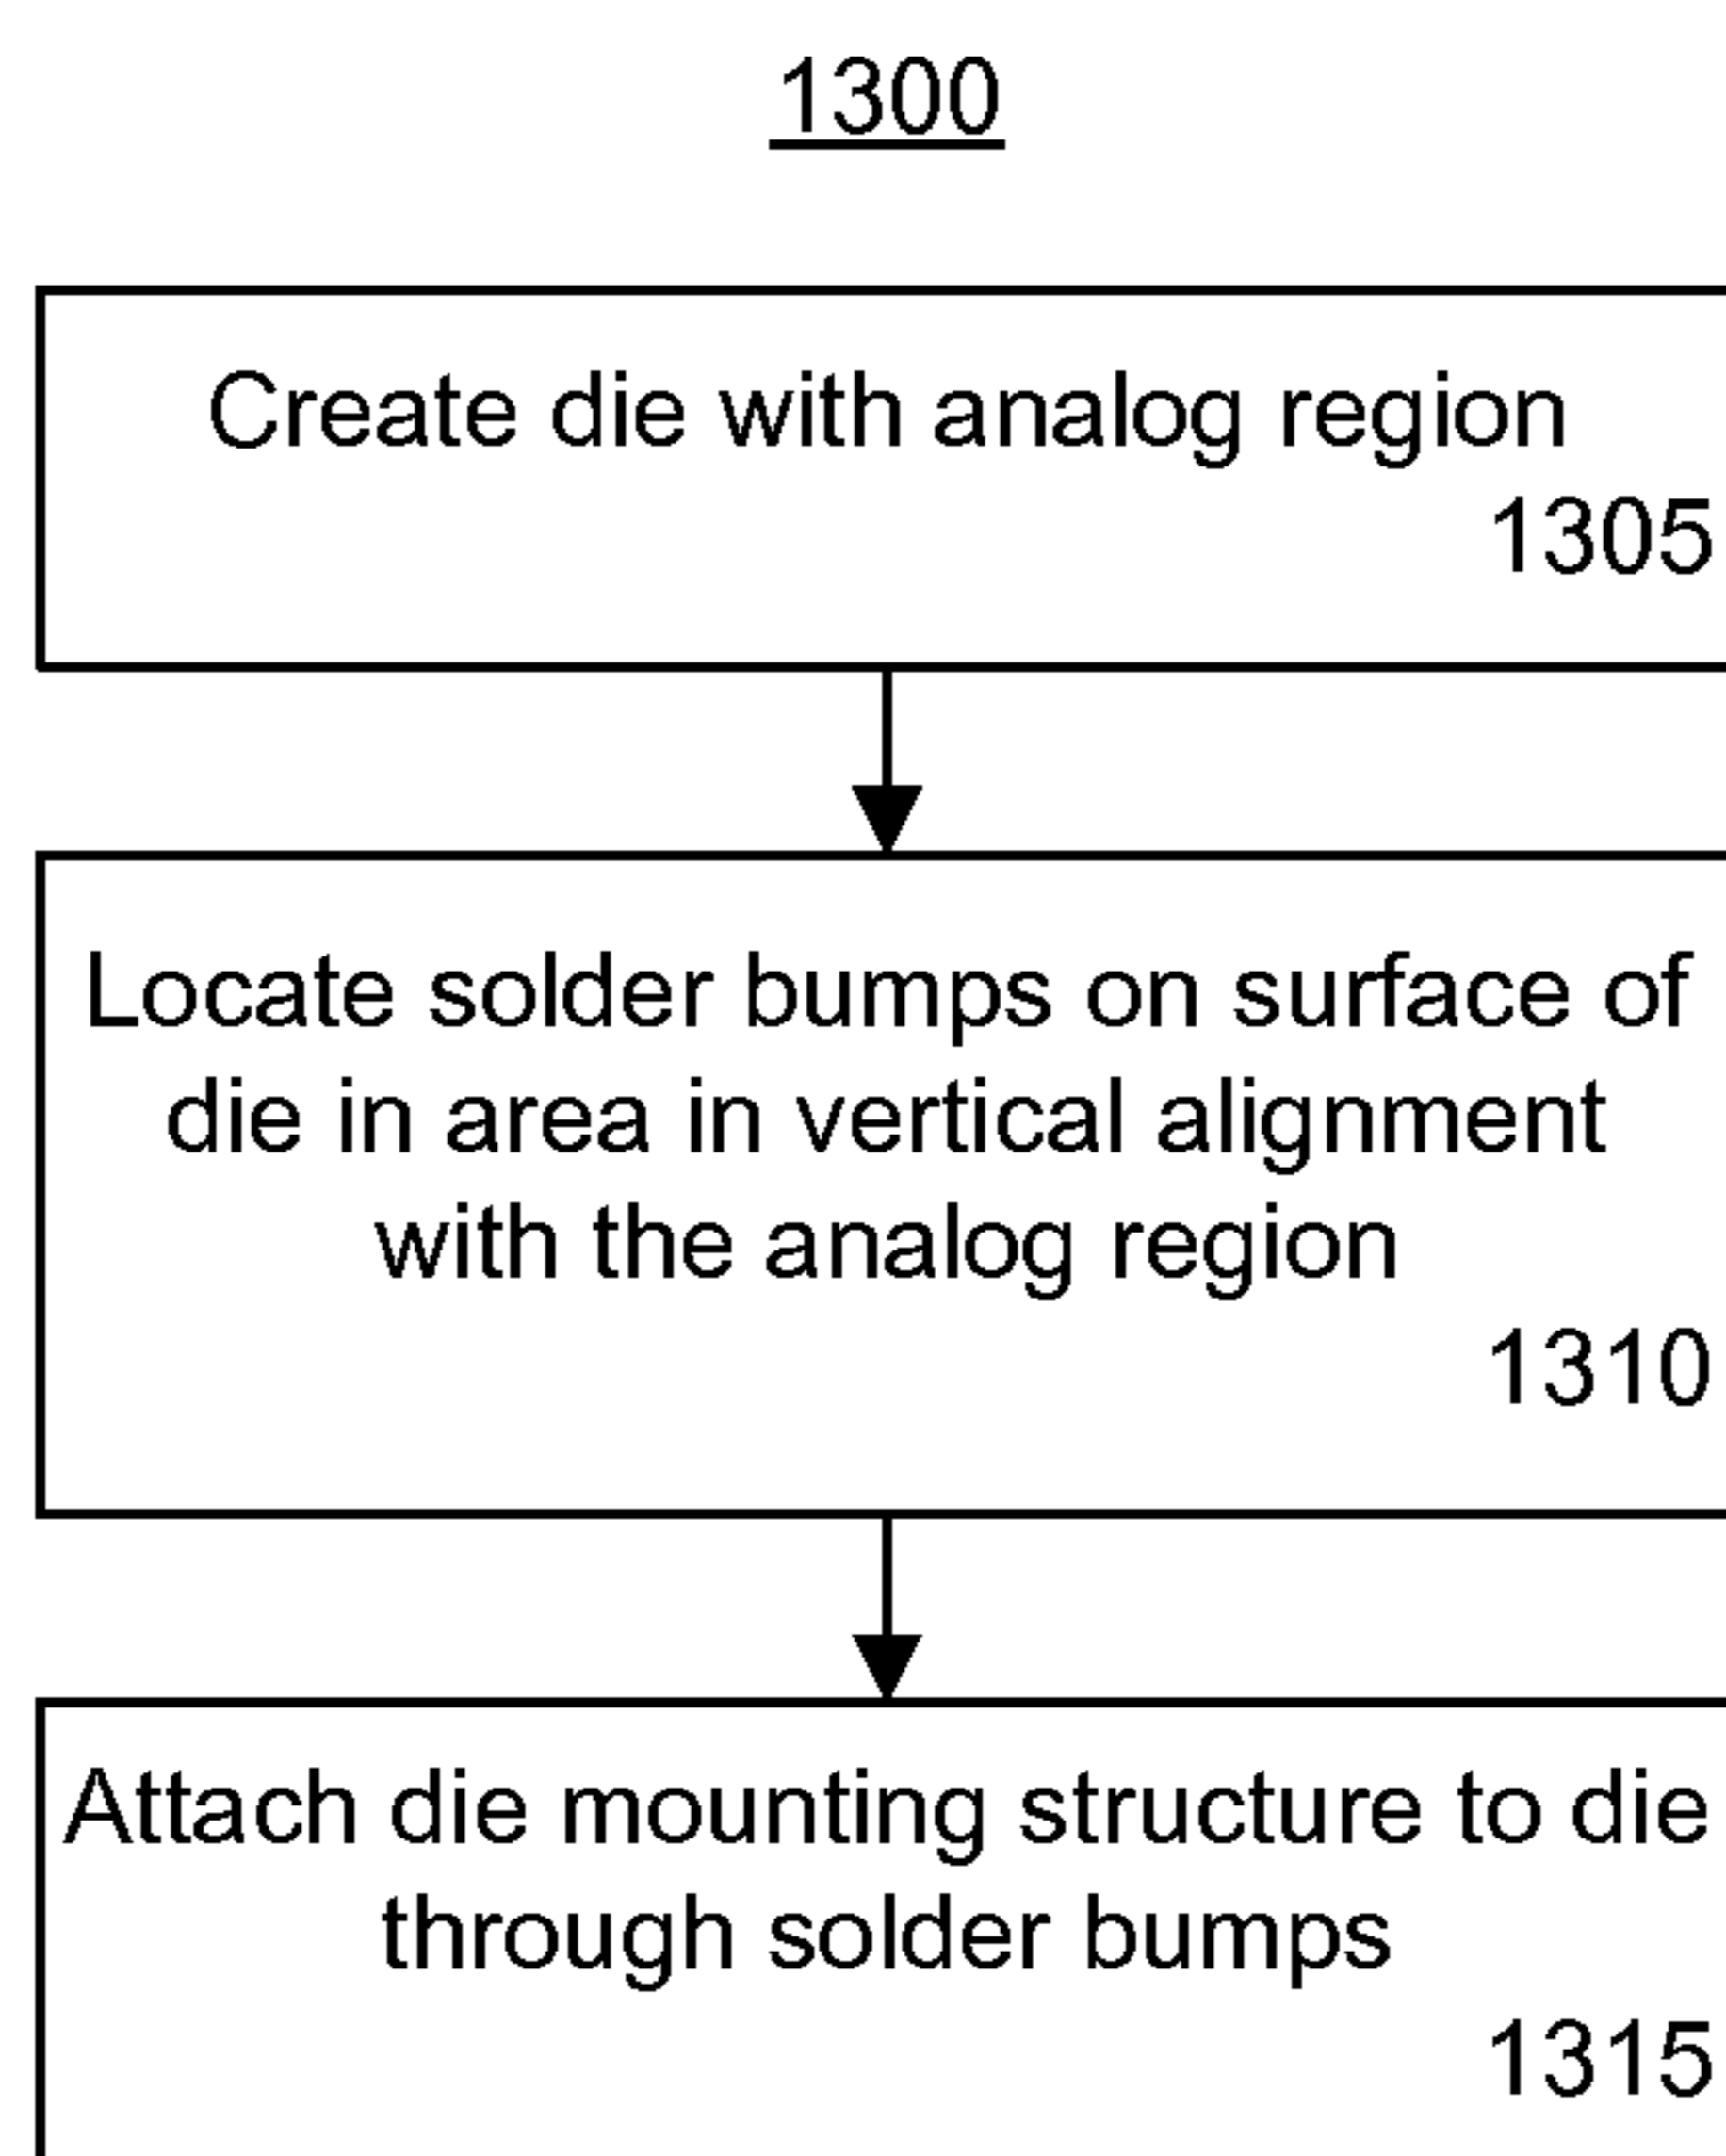 1300
Create die with analog region
1305
Locate solder bumps on surface of
die in area in vertical alignment
with the analog region
1310
Attach die mounting structure to die
through solder bumps
1315